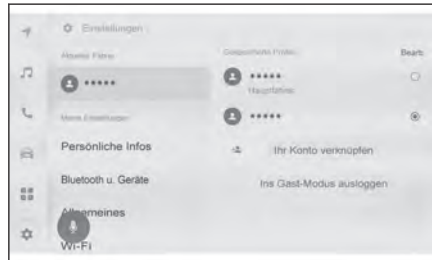 Einstellungen
Aktueller Fahrer
*****
Meine Einstellungen
Persönliche Infos
Bluetooth u. Geräte
Allgemeines
Wi-Fi
Gespeicherte Profile
Bearb.
*****
Hauptfahrer
*****
Ihr Konto verknüpfen
Ins Gast-Modus ausloggen